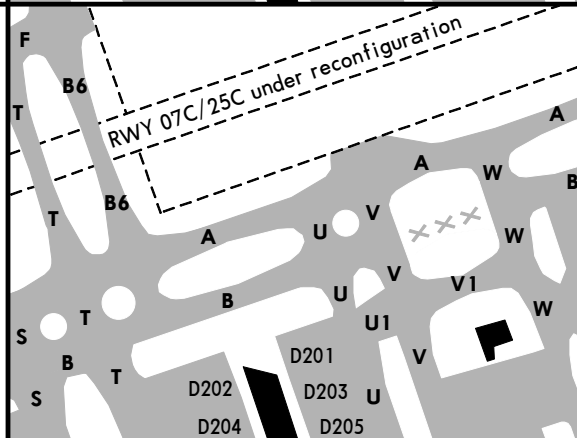 F
B6
RWY 07C/25C under reconfiguration
T
A
A
W
B
B6
T
V
U
A
W
V
V1
U
B
W
T
U1
S
B
V
D201
T
D202
D203
U
S
D204
D205